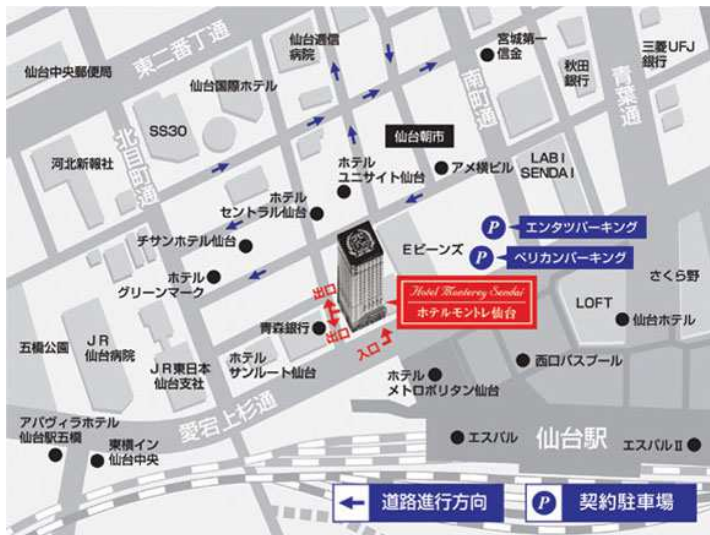 仙台中央郵便局
東二番丁通
仙台逓信
病院
宮城第一
信金
三菱UFJ
銀行
秋田
銀行
青葉通
仙台国際ホテル
南町通
SS30
北目町通
仙台朝市
河北新報社
ホテル
ユニサイト仙台
アメ横ビル
LABI
SENDAI
ホテル
セントラル仙台
P
エンタツパーキング
チサンホテル仙台
Eビーンズ
P
ペリカンパーキング
ホテル
グリーンマーク
さくら野
Hotel Monterey Sendai
ホテルモントレ仙台
出口
LOFT
仙台ホテル
青森銀行
出口
入口
五橋公園
JR
仙台病院
JR東日本
仙台支社
ホテル
サンルート仙台
西口バスプール
ホテル
メトロポリタン仙台
愛宕上杉通
アパヴィラホテル
仙台駅五橋
東横イン
仙台中央
エスパル
仙台駅
エスパルⅡ
道路進行方向
P
契約駐車場